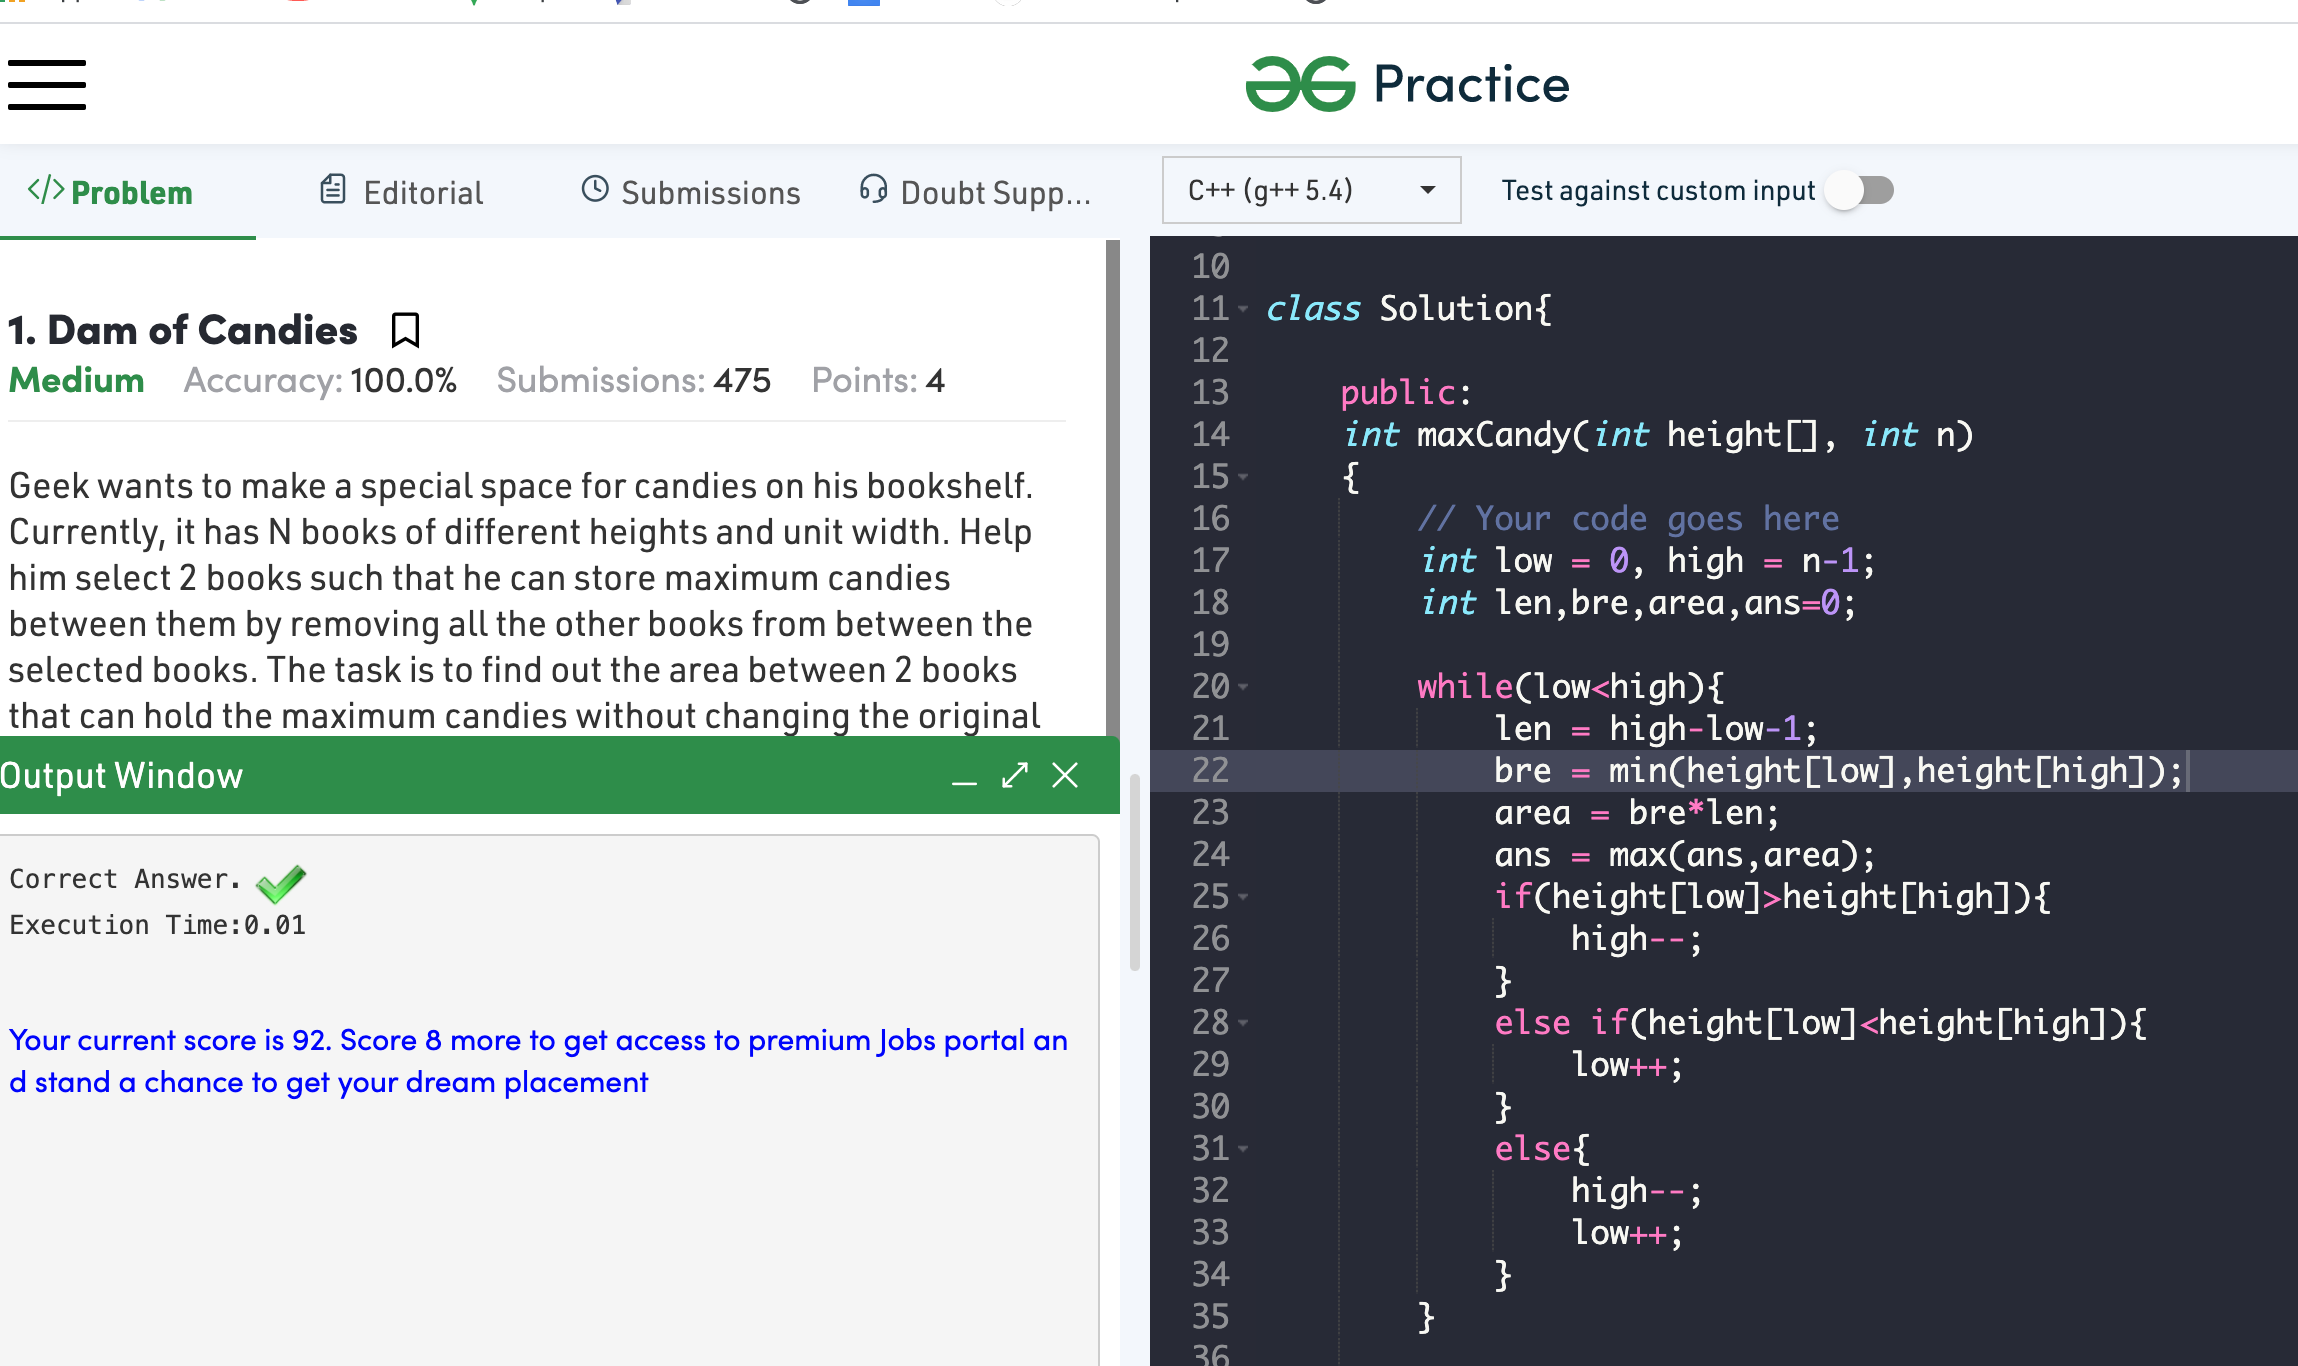 Practice
</> Problem
Editorial
Submissions
Doubt Supp...
C++ (g++ 5.4)
Test against custom input
1. Dam of Candies
Medium Accuracy: 100.0% Submissions: 475 Points: 4
Geek wants to make a special space for candies on his bookshelf.
Currently, it has N books of different heights and unit width. Help
him select 2 books such that he can store maximum candies
between them by removing all the other books from between the
selected books. The task is to find out the area between 2 books
that can hold the maximum candies without changing the original
Output Window
Correct Answer.
Execution Time:0.01
Your current score is 92. Score 8 more to get access to premium Jobs portal an
d stand a chance to get your dream placement
10
11 class Solution{
12
13 public:
14 int maxCandy(int height[], int n)
15 {
16 // Your code goes here
17 int low = 0, high = n-1;
18 int len,bre,area,ans=0;
19
20 while(low<high){
21 len = high-low-1;
22 bre = min(height[low],height[high]);
23 area = bre*len;
24 ans = max(ans,area);
25 if(height[low]>height[high]){
26 high--;
27 }
28 else if(height[low]<height[high]){
29 low++;
30 }
31 else{
32 high--;
33 low++;
34 }
35 }
36